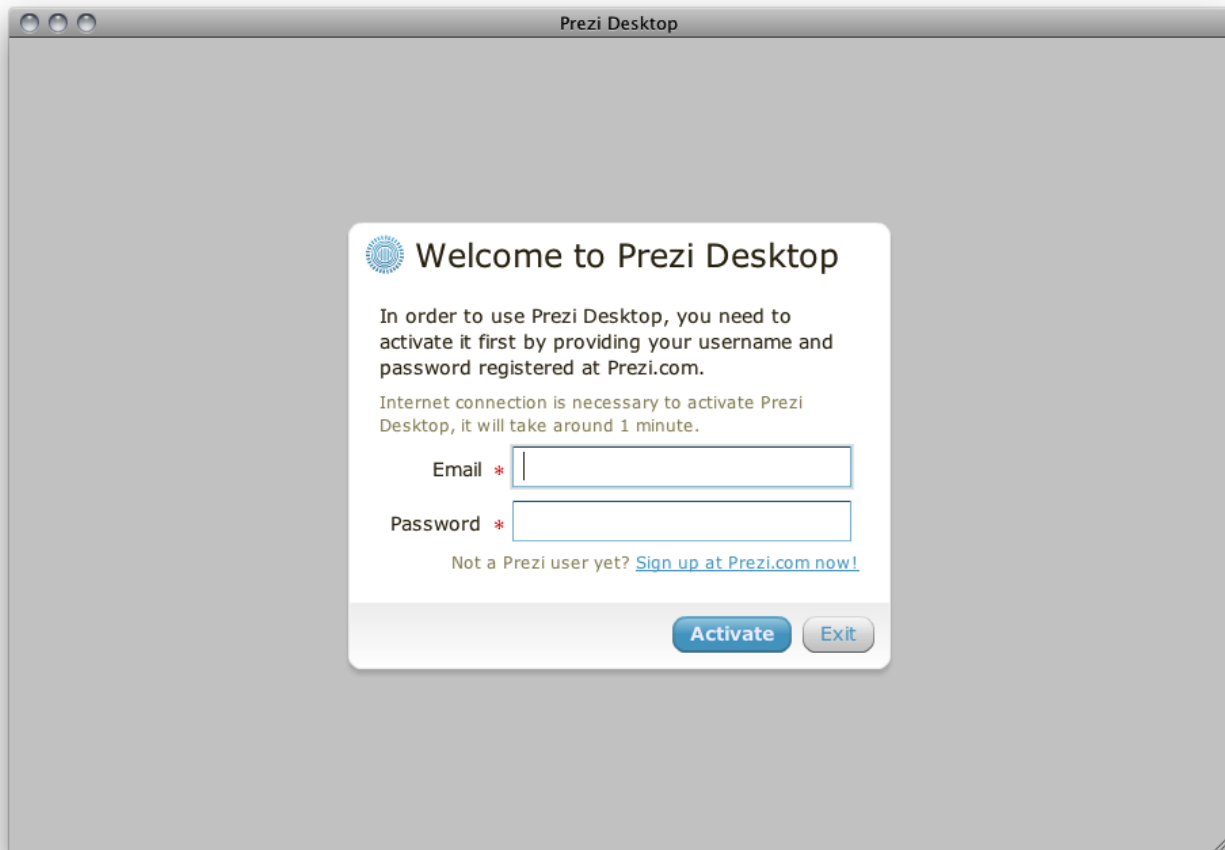 Prezi Desktop
Welcome to Prezi Desktop
In order to use Prezi Desktop, you need to
activate it first by providing your username and
password registered at Prezi.com.
Internet connection is necessary to activate Prezi
Desktop, it will take around 1 minute.
Email *
Password *
Not a Prezi user yet? Sign up at Prezi.com now!
Activate Exit